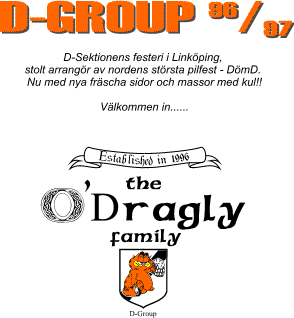 D-GROUP 96/97
D-Sektionens festeri i Linköping,
stolt arrangör av nordens största pilfest - DömD.
Nu med nya fräscha sidor och massor med kul!!
Välkommen in......
Established in 1996
the
O'Dragly
family
D-Group